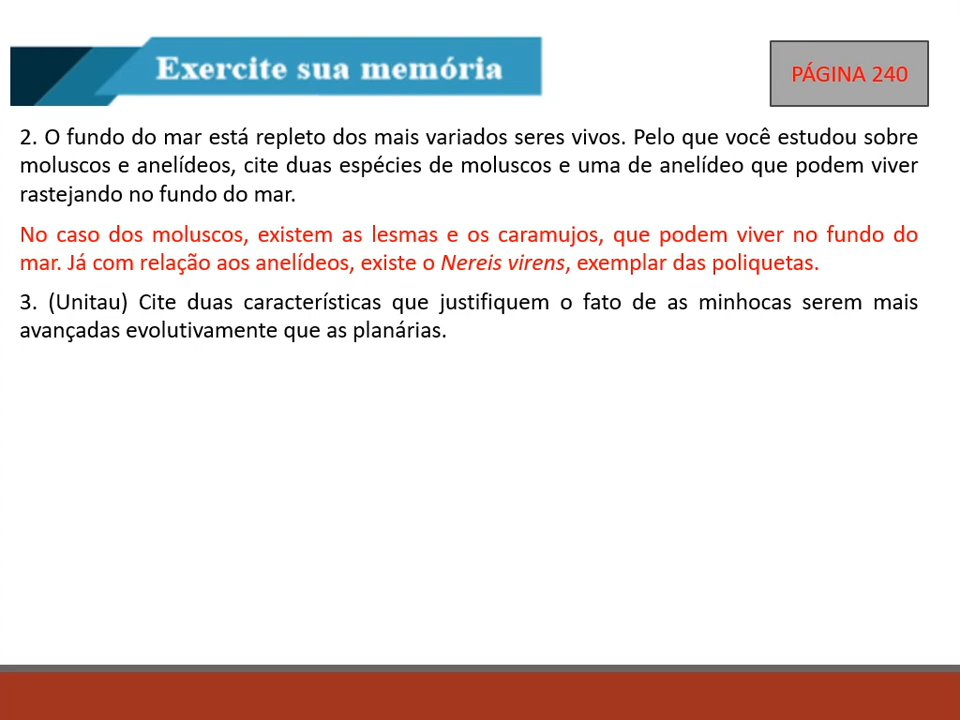 Exercite sua memória
PÁGINA 240
2. O fundo do mar está repleto dos mais variados seres vivos. Pelo que você estudou sobre
moluscos e anelídeos, cite duas espécies de moluscos e uma de anelídeo que podem viver
rastejando no fundo do mar.
No caso dos moluscos, existem as lesmas e os caramujos, que podem viver no fundo do
mar. Já com relação aos anelídeos, existe o Nereis virens, exemplar das poliquetas.
3. (Unitau) Cite duas características que justifiquem o fato de as minhocas serem mais
avançadas evolutivamente que as planárias.